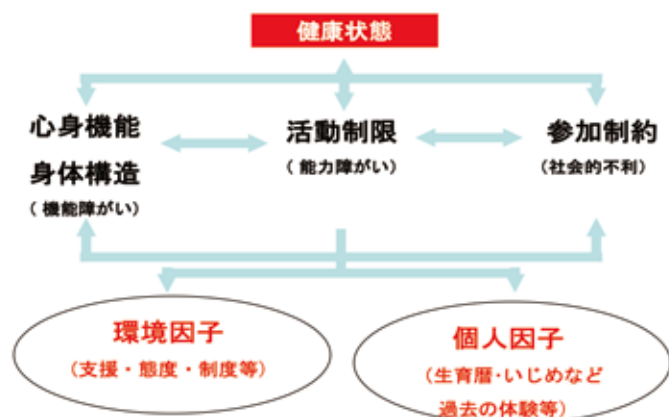 健康状態
心身機能
身体構造
(機能障がい)
活動制限
(能力障がい)
参加制約
(社会的不利)
環境因子
(支援・態度・制度等)
個人因子
(生育暦・いじめなど
過去の体験等)